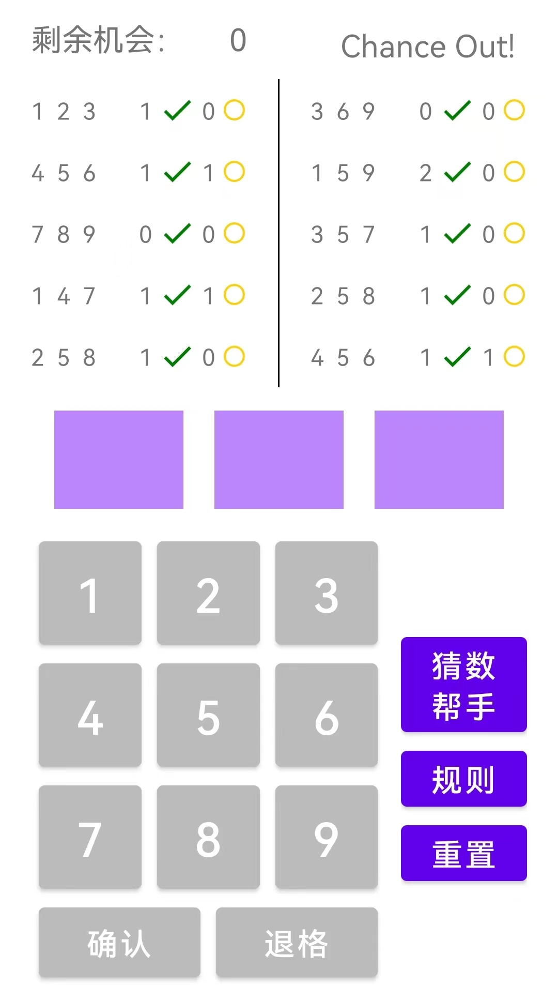 剩余机会： 0
Chance Out!
1 2 3 1 0
4 5 6 1 1
7 8 9 0 0
1 4 7 1 1
2 5 8 1 0
3 6 9 0 0
1 5 9 2 0
3 5 7 1 0
2 5 8 1 0
4 5 6 1 1
1 2 3
4 5 6
7 8 9
确认 退格
猜数
帮手
规则
重置